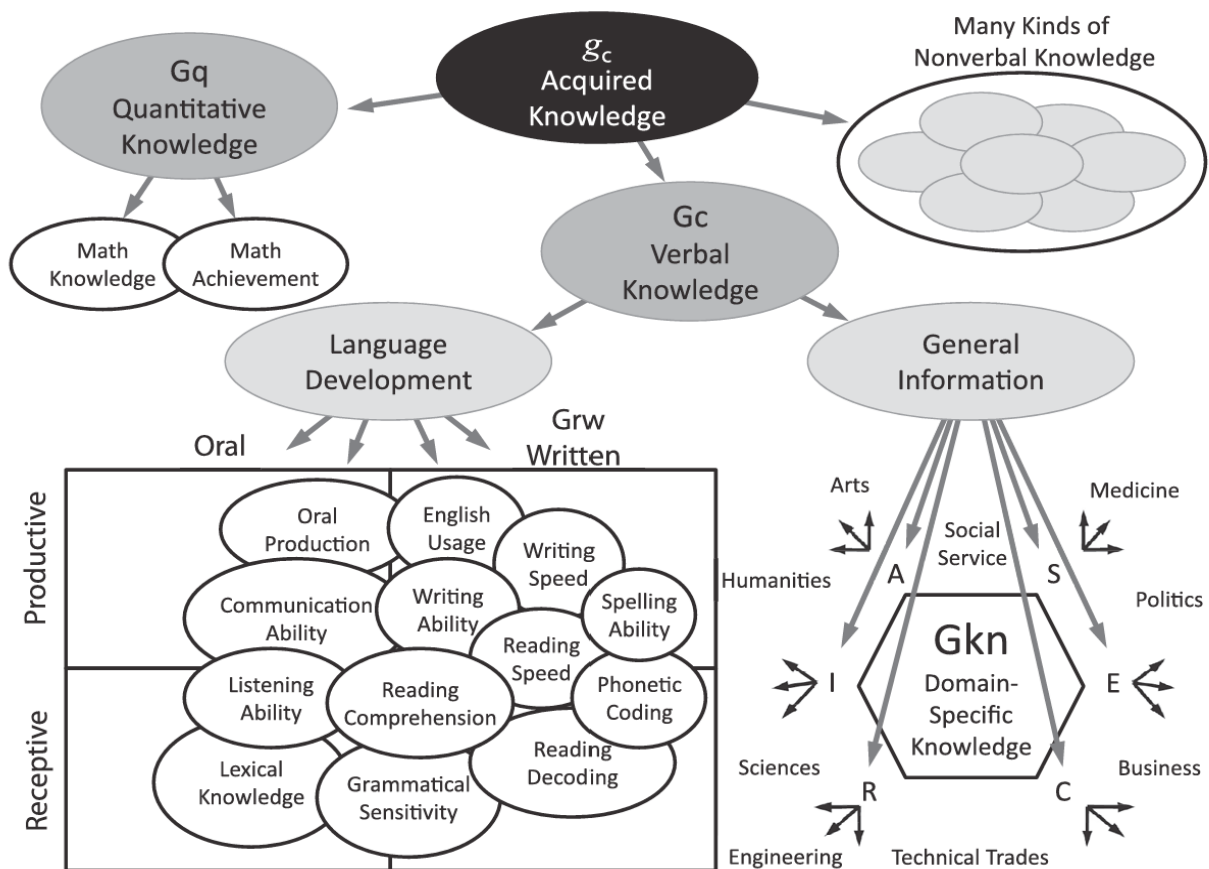 Many Kinds of
Nonverbal Knowledge
gc
Acquired
Knowledge
Gq
Quantitative
Knowledge
Math
Knowledge
Math
Achievement
Gc
Verbal
Knowledge
Language
Development
General
Information
Oral
Grw
Written
Productive
Receptive
Oral
Production
English
Usage
Writing
Speed
Communication
Ability
Writing
Ability
Spelling
Ability
Reading
Speed
Listening
Ability
Reading
Comprehension
Phonetic
Coding
Lexical
Knowledge
Grammatical
Sensitivity
Reading
Decoding
Arts
Medicine
Social
Service
Humanities
A
S
Politics
Gkn
Domain-
Specific
Knowledge
I
E
Sciences
Business
R
C
Engineering
Technical Trades